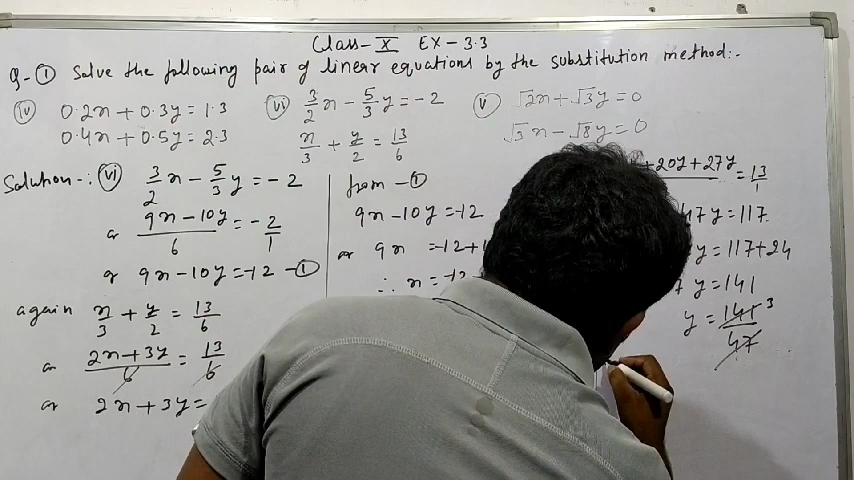 Class-X EX-3.3
Q-① Solve the following pair of linear equations by the substitution method:-
(iv) 0.2x + 0.3y = 1.3
0.4x + 0.5y = 2.3
(vi) 3/2 x - 5/3 y = -2
x/3 + y/2 = 13/6
(v) √2x + √3y = 0
√3x - √8y = 0
Solution-: (vi) 3/2 x - 5/3 y = -2
or 9x - 10y / 6 = -2/1
or 9x - 10y = -12 -①
again x/3 + y/2 = 13/6
or 2x + 3y / 6 = 13/6
or 2x + 3y =
from -①
9x - 10y = -12
or 9x = -12 +
∴ x = -12
+ 20y + 27y = 13/1
47y = 117
y = 117 + 24
7y = 141
y = 141/47 3